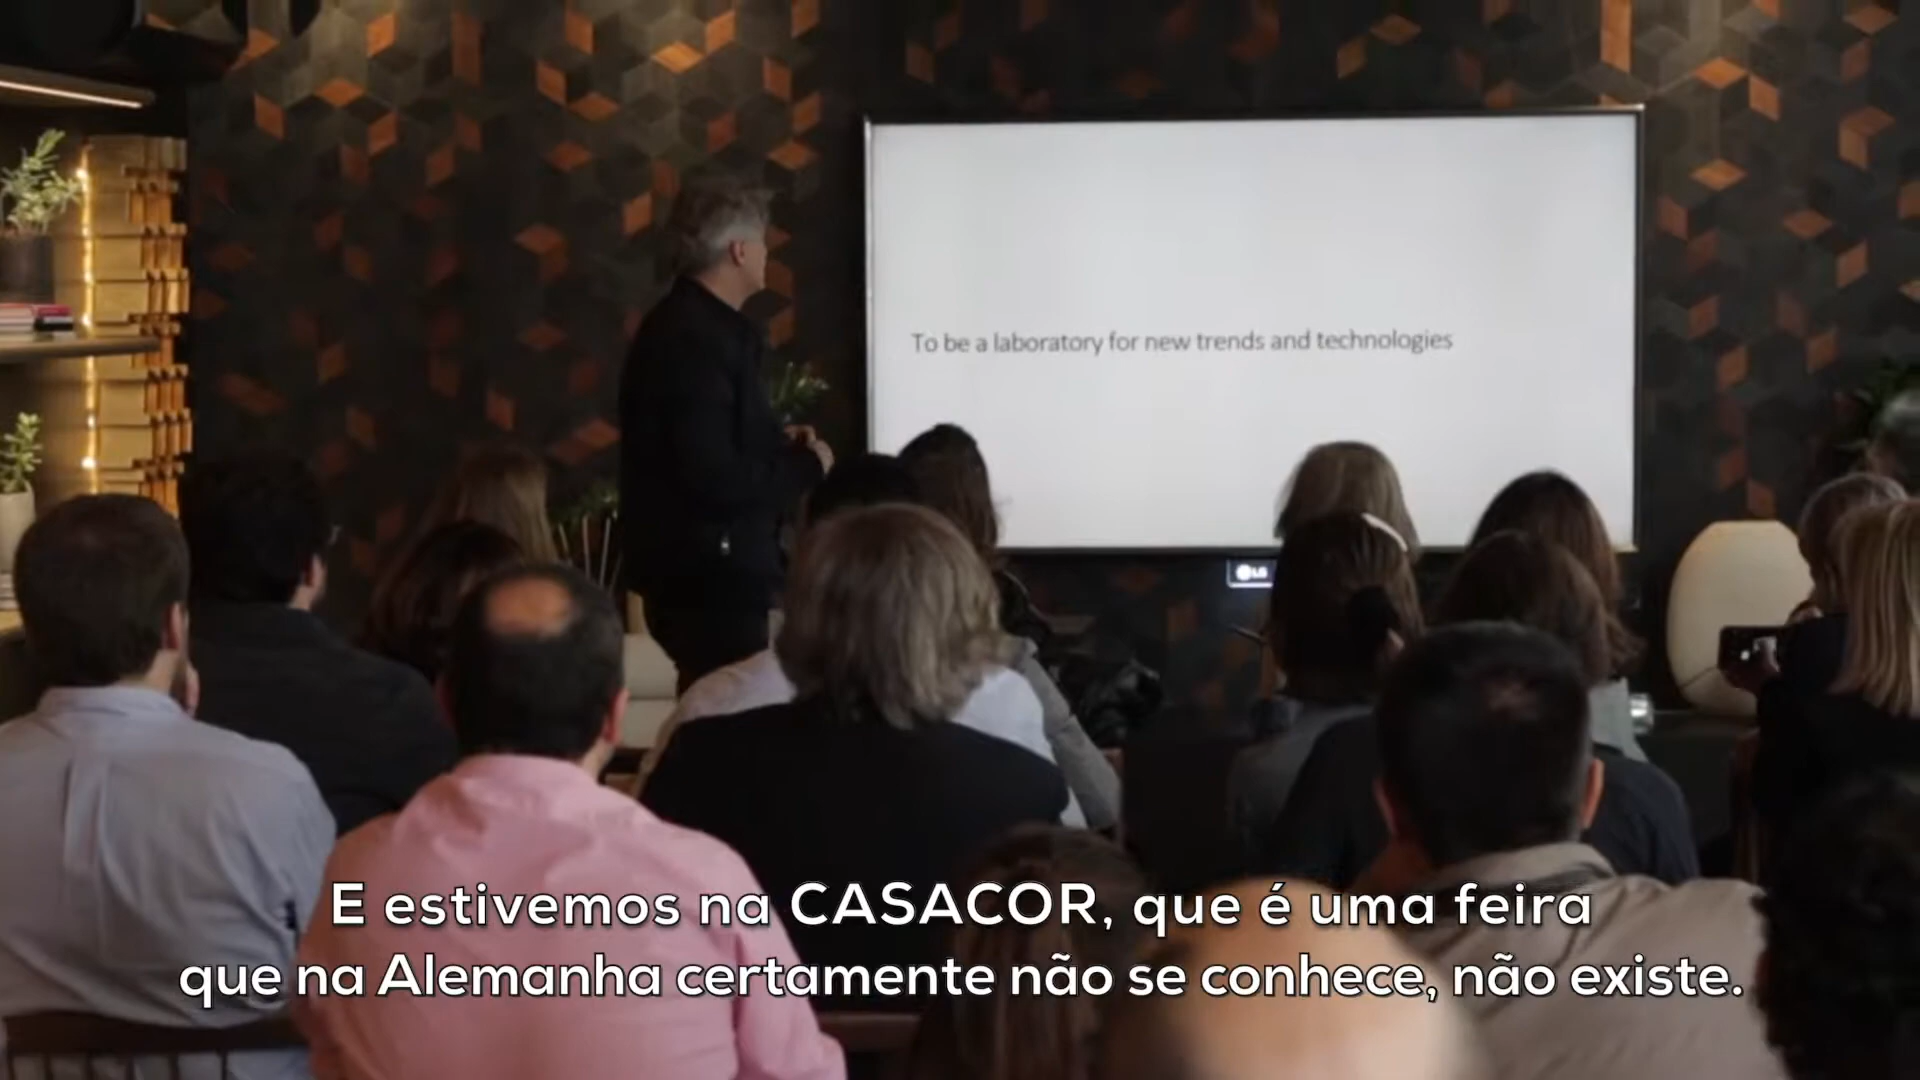 To be a laboratory for new trends and technologies
LG
E estivemos na CASACOR, que é uma feira
que na Alemanha certamente não se conhece, não existe.